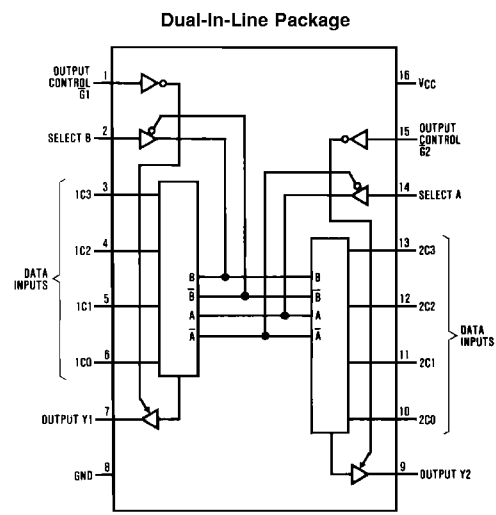 Dual-In-Line Package
OUTPUT
CONTROL
G1
1
SELECT B
2
1C3
3
1C2
4
DATA
INPUTS
1C1
5
1C0
6
OUTPUT Y1
7
GND
8
16
VCC
15
OUTPUT
CONTROL
G2
14
SELECT A
13
2C3
12
2C2
DATA
INPUTS
11
2C1
10
2C0
9
OUTPUT Y2
B
B
A
A
B
B
A
A